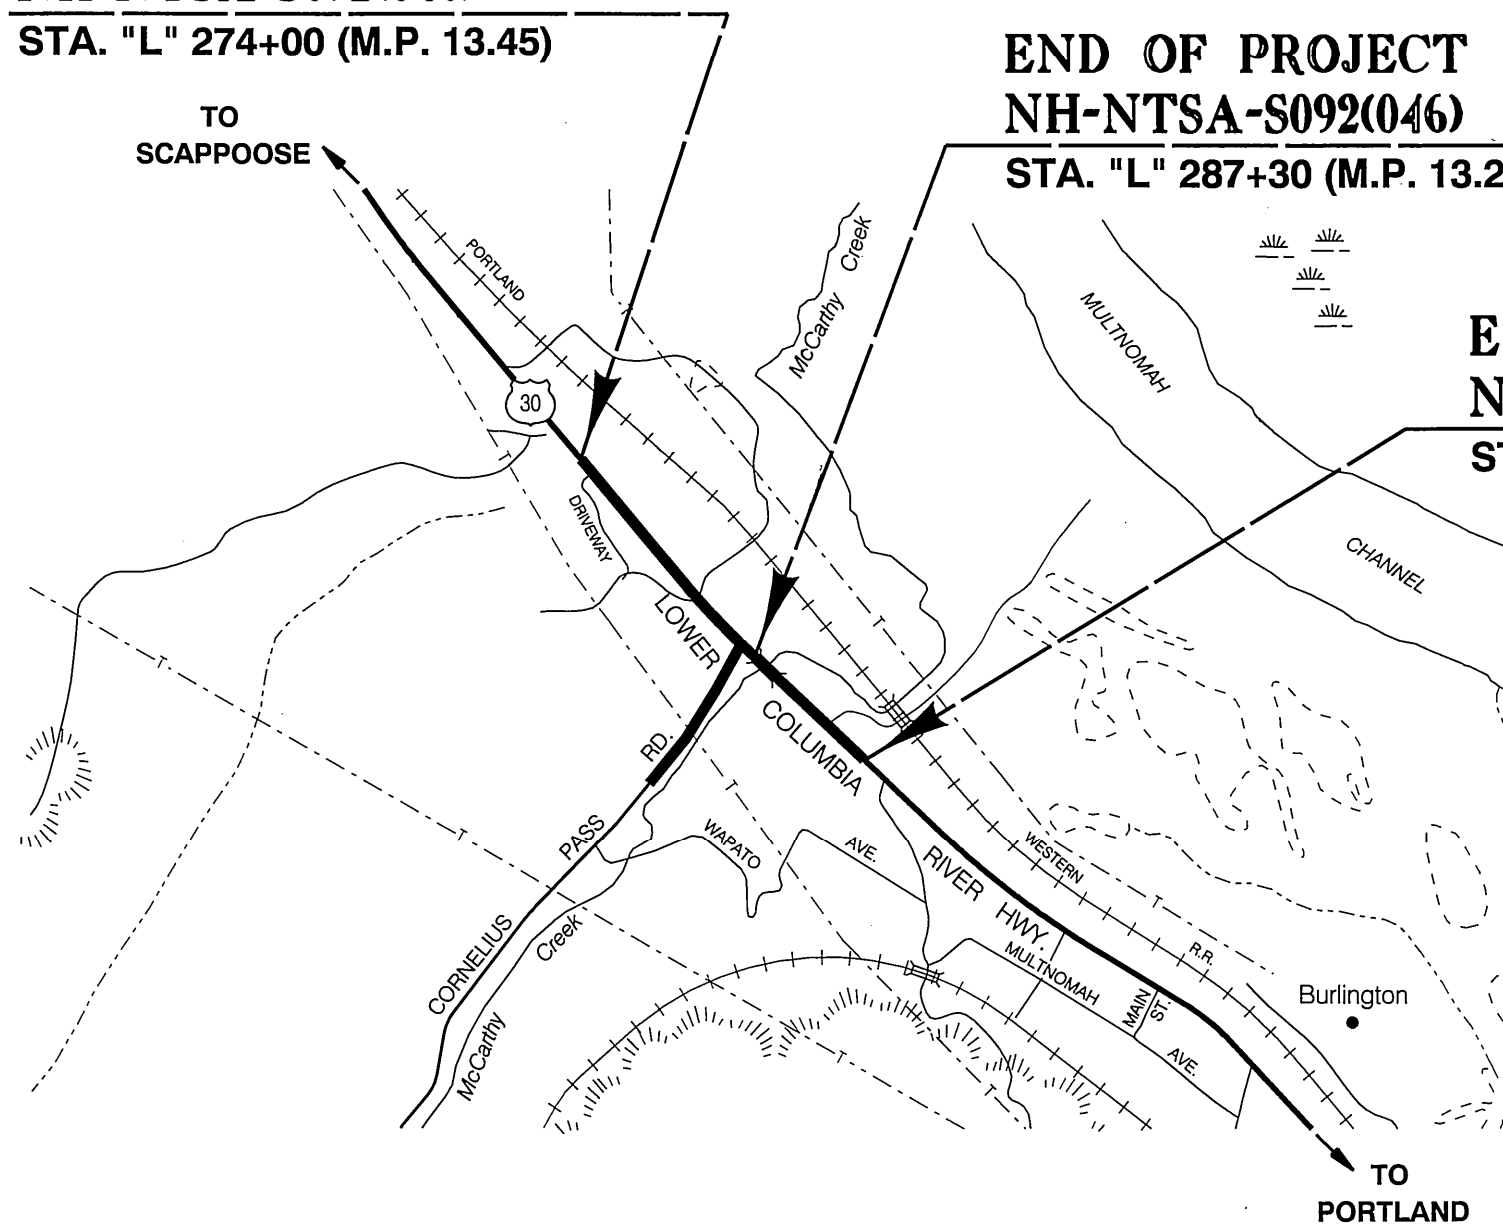 STA. "L" 274+00 (M.P. 13.45)
END OF PROJECT
NH-NTSA-S092(046)
STA. "L" 287+30 (M.P. 13.2
TO
SCAPPOOSE
PORTLAND
McCarthy Creek
MULTNOMAH
CHANNEL
E
N
ST
30
DRIVEWAY
LOWER
COLUMBIA
RIVER HWY.
RD.
PASS
CORNELIUS
WAPATO
AVE.
WESTERN
R.R.
Creek
McCarthy
MULTNOMAH
AVE.
MAIN
ST.
Burlington
TO
PORTLAND